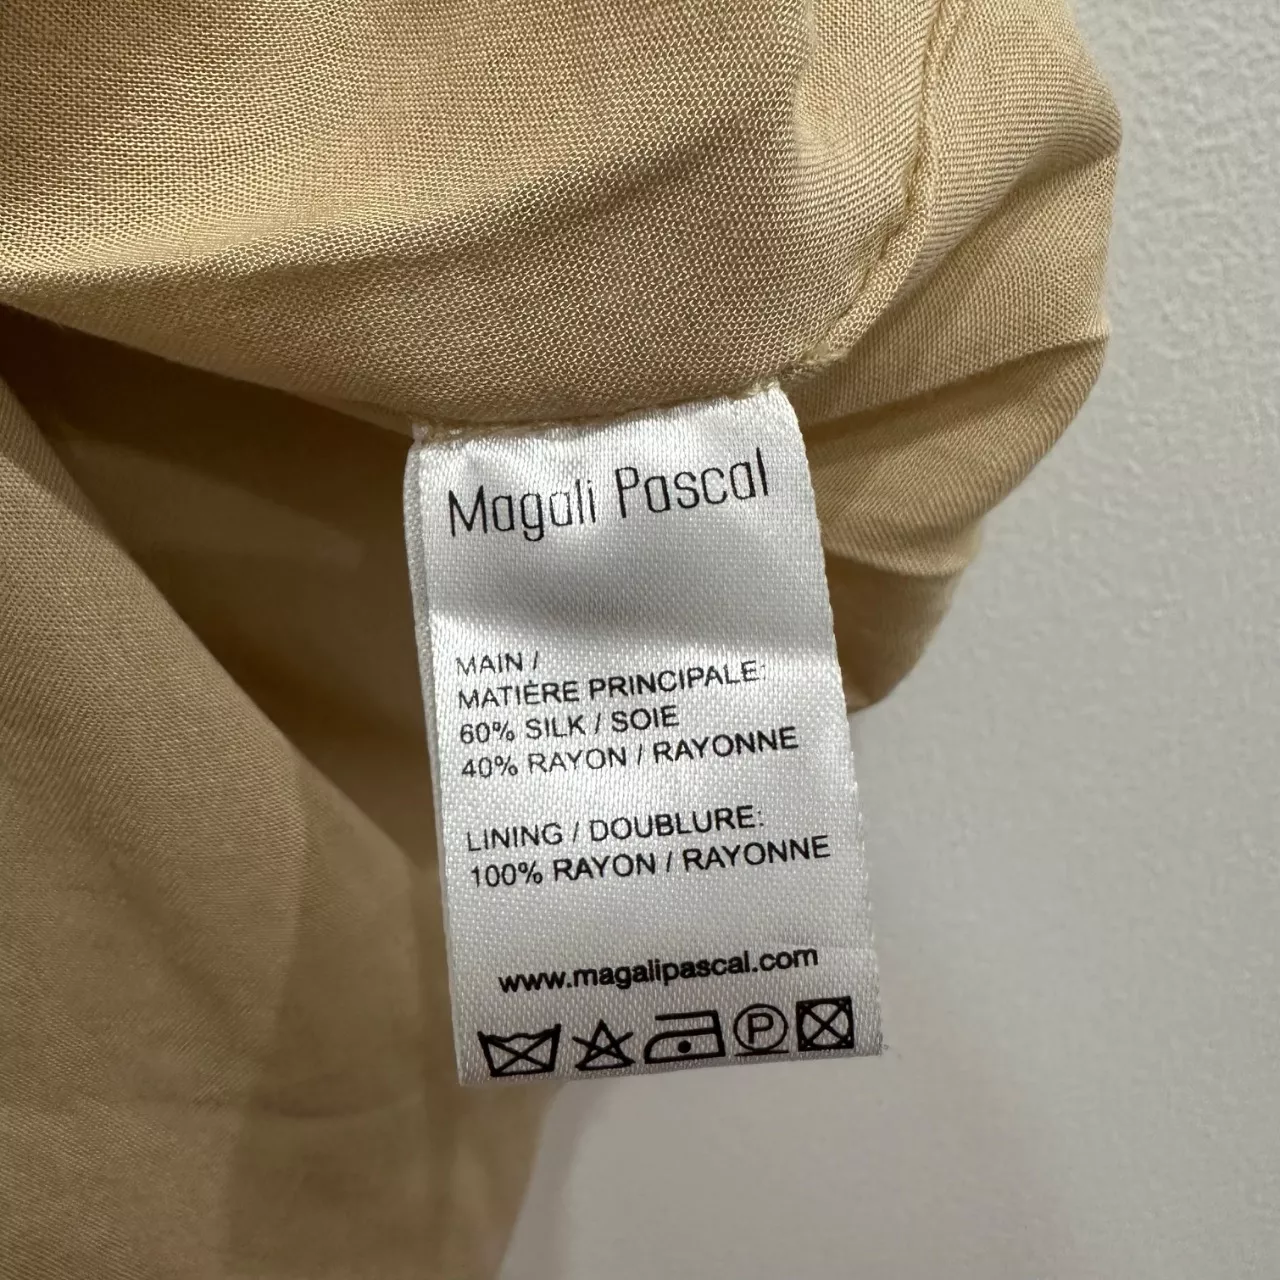 Magali Pascal
MAIN /
MATIÈRE PRINCIPALE:
60% SILK / SOIE
40% RAYON / RAYONNE
LINING / DOUBLURE:
100% RAYON / RAYONNE
www.magalipascal.com
P